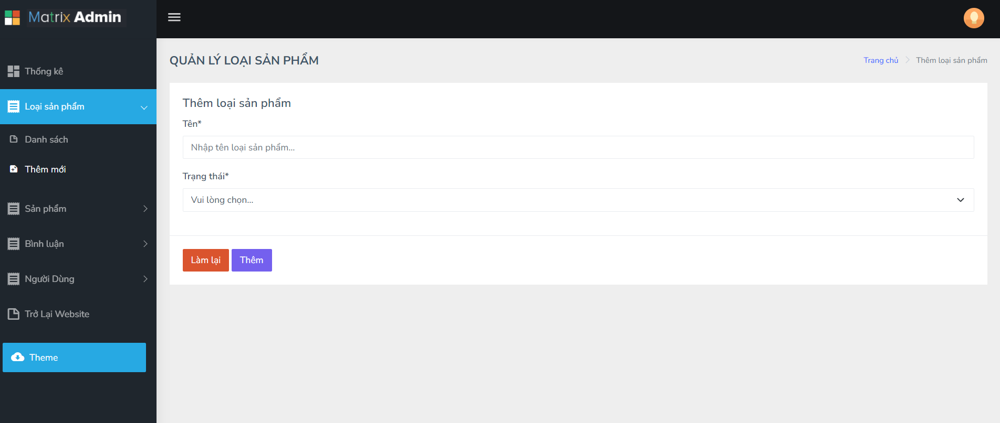 Matrix Admin
Thống kê
Loại sản phẩm
Danh sách
Thêm mới
Sản phẩm
Bình luận
Người Dùng
Trở Lại Website
Theme
QUẢN LÝ LOẠI SẢN PHẨM
Trang chủ
Thêm loại sản phẩm
Thêm loại sản phẩm
Tên*
Nhập tên loại sản phẩm...
Trạng thái*
Vui lòng chọn...
Làm lại
Thêm